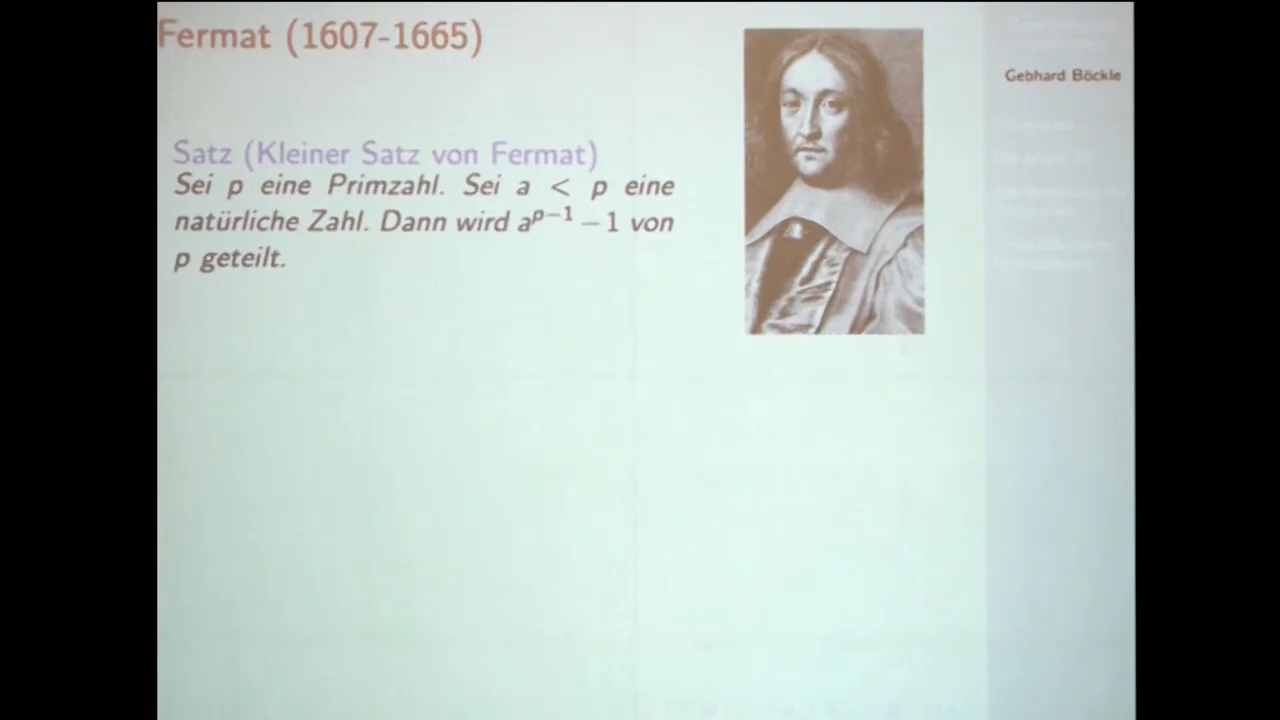 Fermat (1607-1665)
Gebhard Böckle
Satz (Kleiner Satz von Fermat)
Sei p eine Primzahl. Sei a < p eine
natürliche Zahl. Dann wird aᵖ⁻¹ – 1 von
p geteilt.